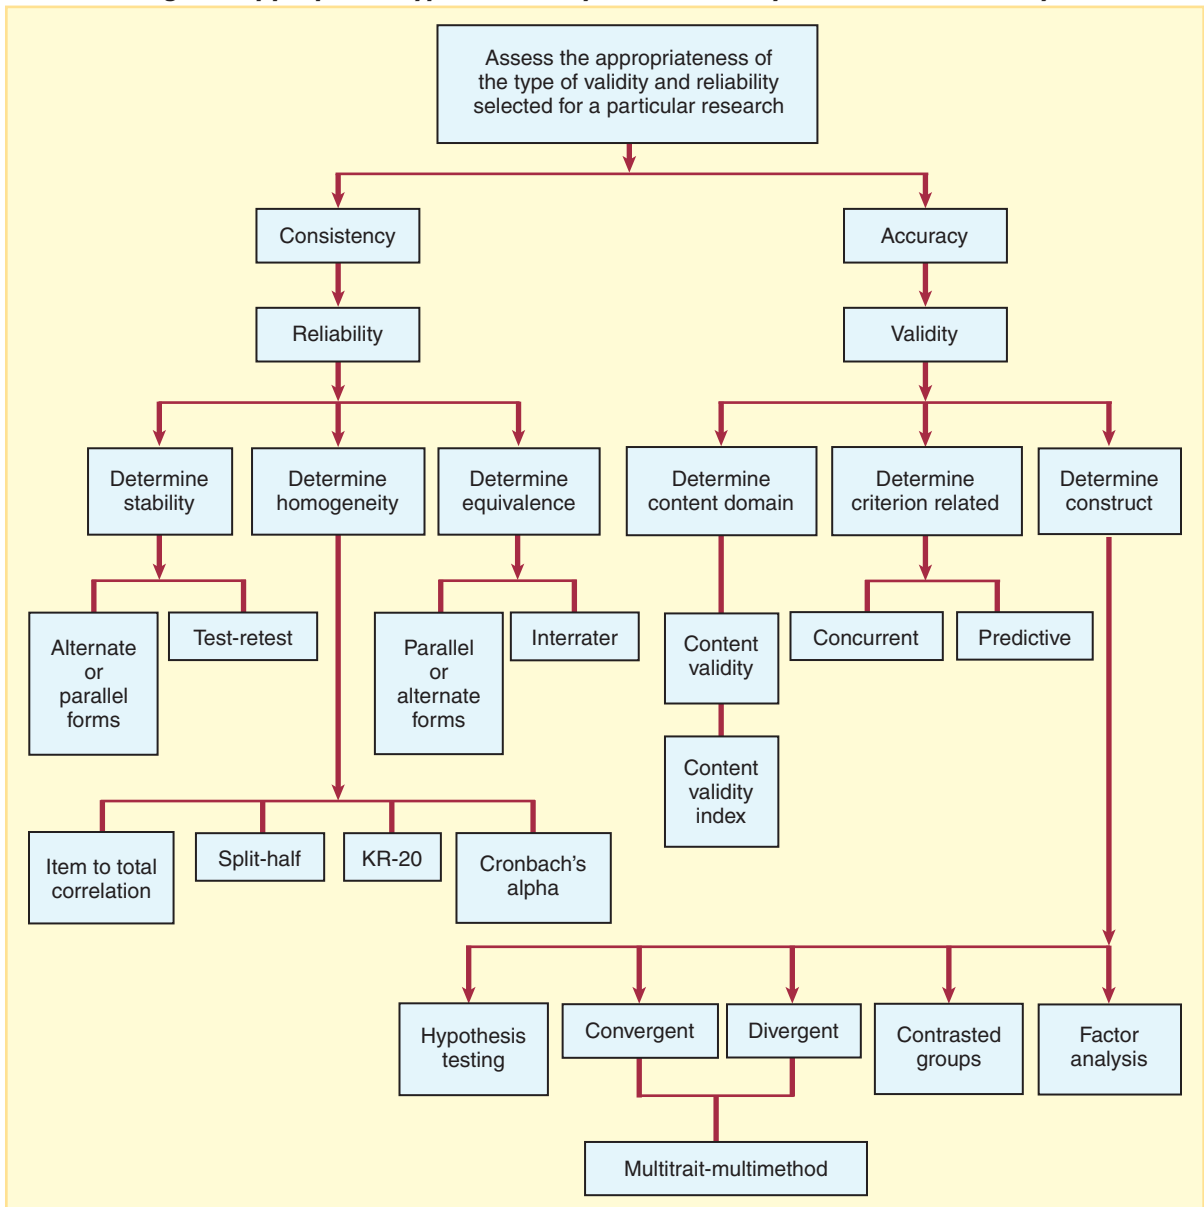 Assess the appropriateness of
the type of validity and reliability
selected for a particular research
Consistency
Accuracy
Reliability
Validity
Determine
stability
Determine
homogeneity
Determine
equivalence
Determine
content domain
Determine
criterion related
Determine
construct
Alternate
or
parallel
forms
Test-retest
Parallel
or
alternate
forms
Interrater
Content
validity
Concurrent
Predictive
Content
validity
index
Item to total
correlation
Split-half
KR-20
Cronbach’s
alpha
Hypothesis
testing
Convergent
Divergent
Contrasted
groups
Factor
analysis
Multitrait-multimethod